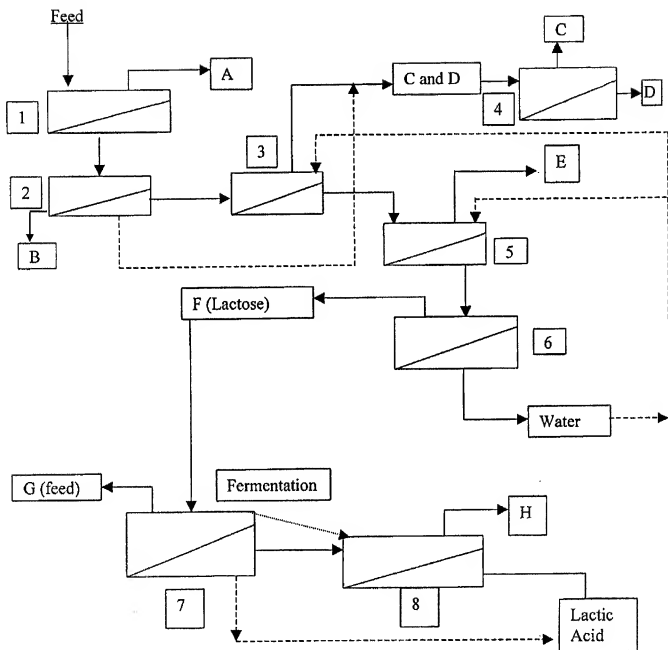 Feed
C
A
C and D
D
1
4
3
2
E
B
5
F (Lactose)
6
Water
G (feed)
Fermentation
H
7
8
Lactic
Acid